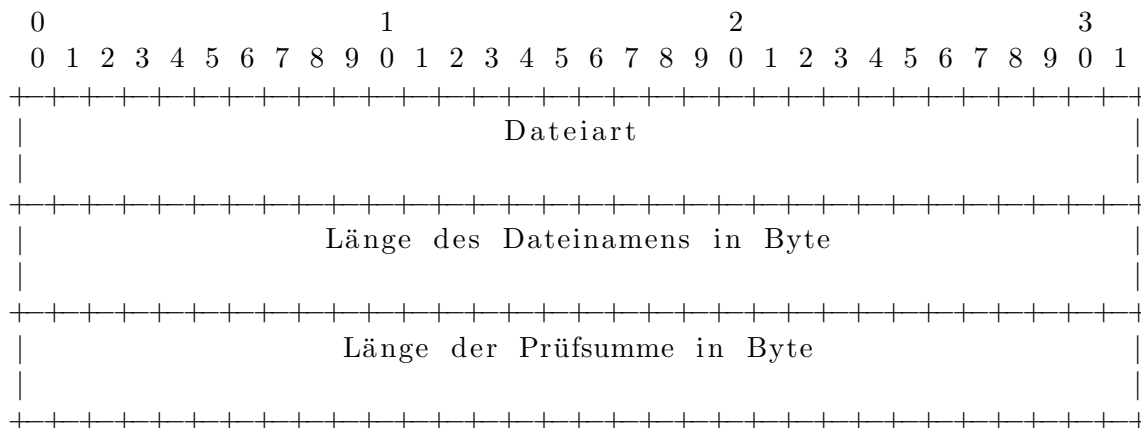 0 1 2 3
0 1 2 3 4 5 6 7 8 9 0 1 2 3 4 5 6 7 8 9 0 1 2 3 4 5 6 7 8 9 0 1
+-+-+-+-+-+-+-+-+-+-+-+-+-+-+-+-+-+-+-+-+-+-+-+-+-+-+-+-+-+-+-+-+
| Dateiart |
| |
+-+-+-+-+-+-+-+-+-+-+-+-+-+-+-+-+-+-+-+-+-+-+-+-+-+-+-+-+-+-+-+-+
| Länge des Dateinamens in Byte |
| |
+-+-+-+-+-+-+-+-+-+-+-+-+-+-+-+-+-+-+-+-+-+-+-+-+-+-+-+-+-+-+-+-+
| Länge der Prüfsumme in Byte |
| |
+-+-+-+-+-+-+-+-+-+-+-+-+-+-+-+-+-+-+-+-+-+-+-+-+-+-+-+-+-+-+-+-+